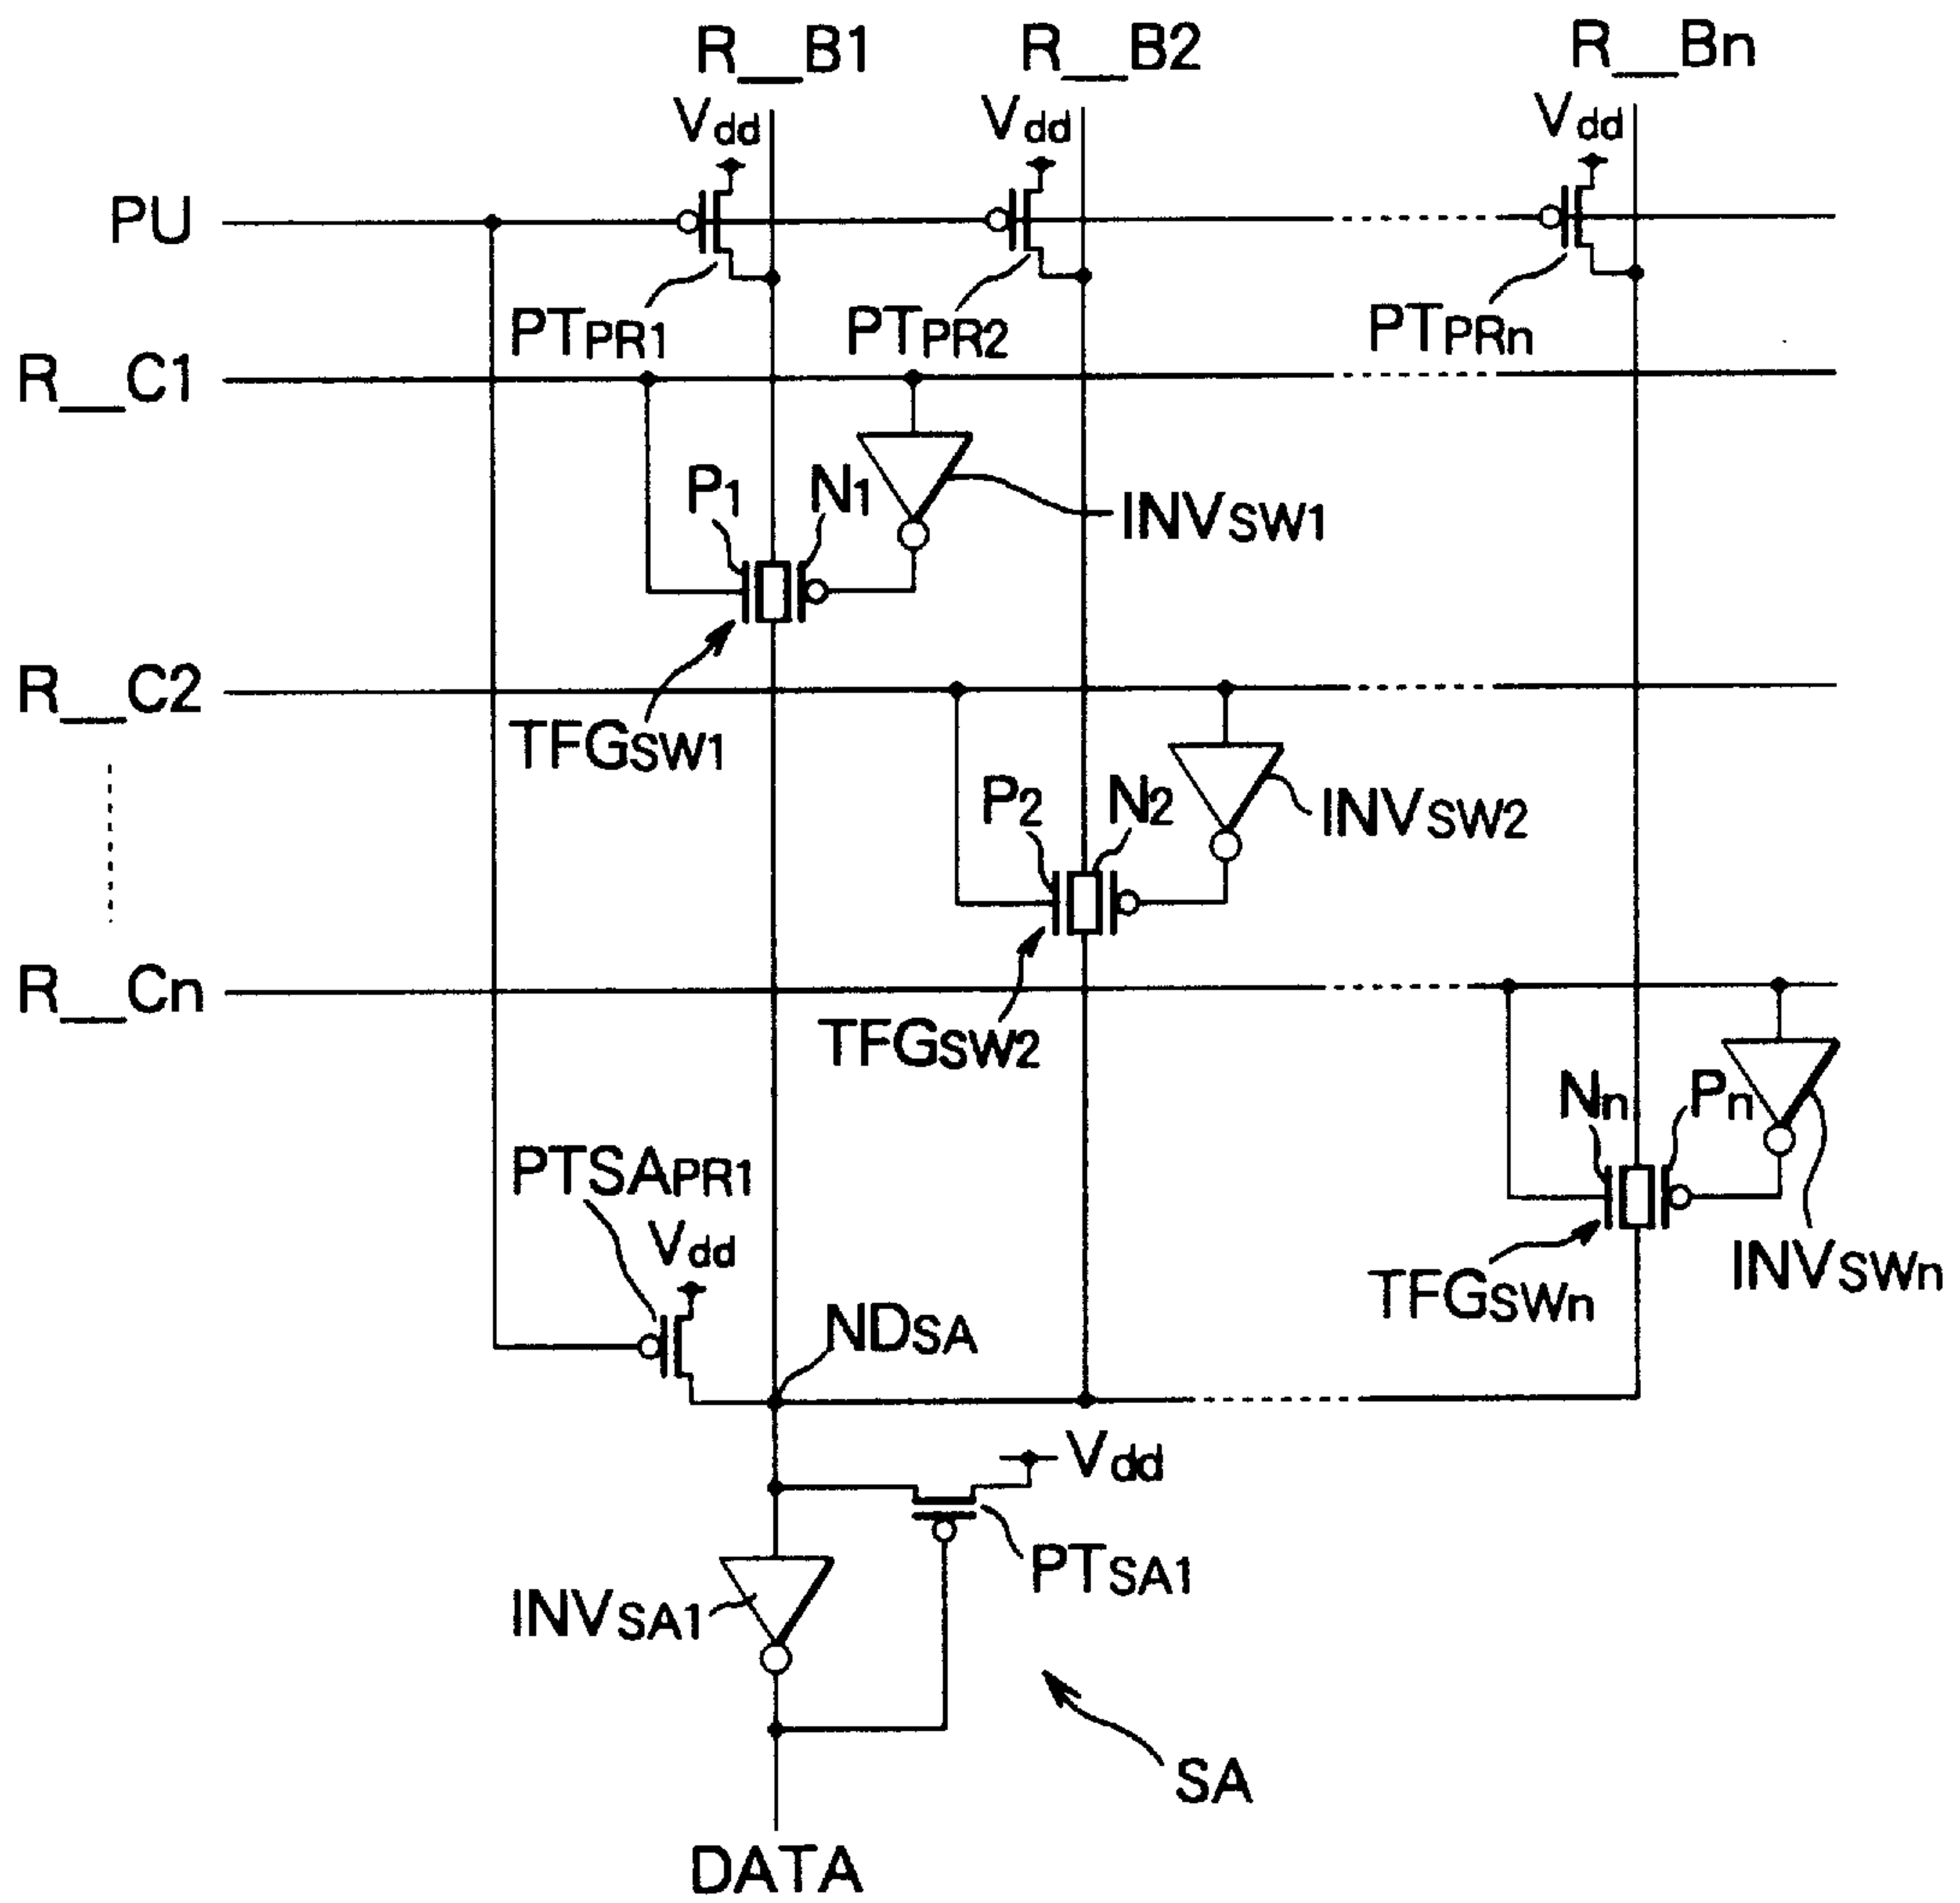 R__B1 R__B2 R__Bn
Vdd Vdd Vdd
PU
PTPR1 PTPR2 PTPRn
R__C1
P1 N1 INVSW1
R__C2
TFGSW1
P2 N2 INVSW2
R__Cn
TFGSW2
Nn Pn
PTSAPR1
Vdd
INVSWn
TFGSWn
NDSA
Vdd
PTSA1
INVSA1
SA
DATA